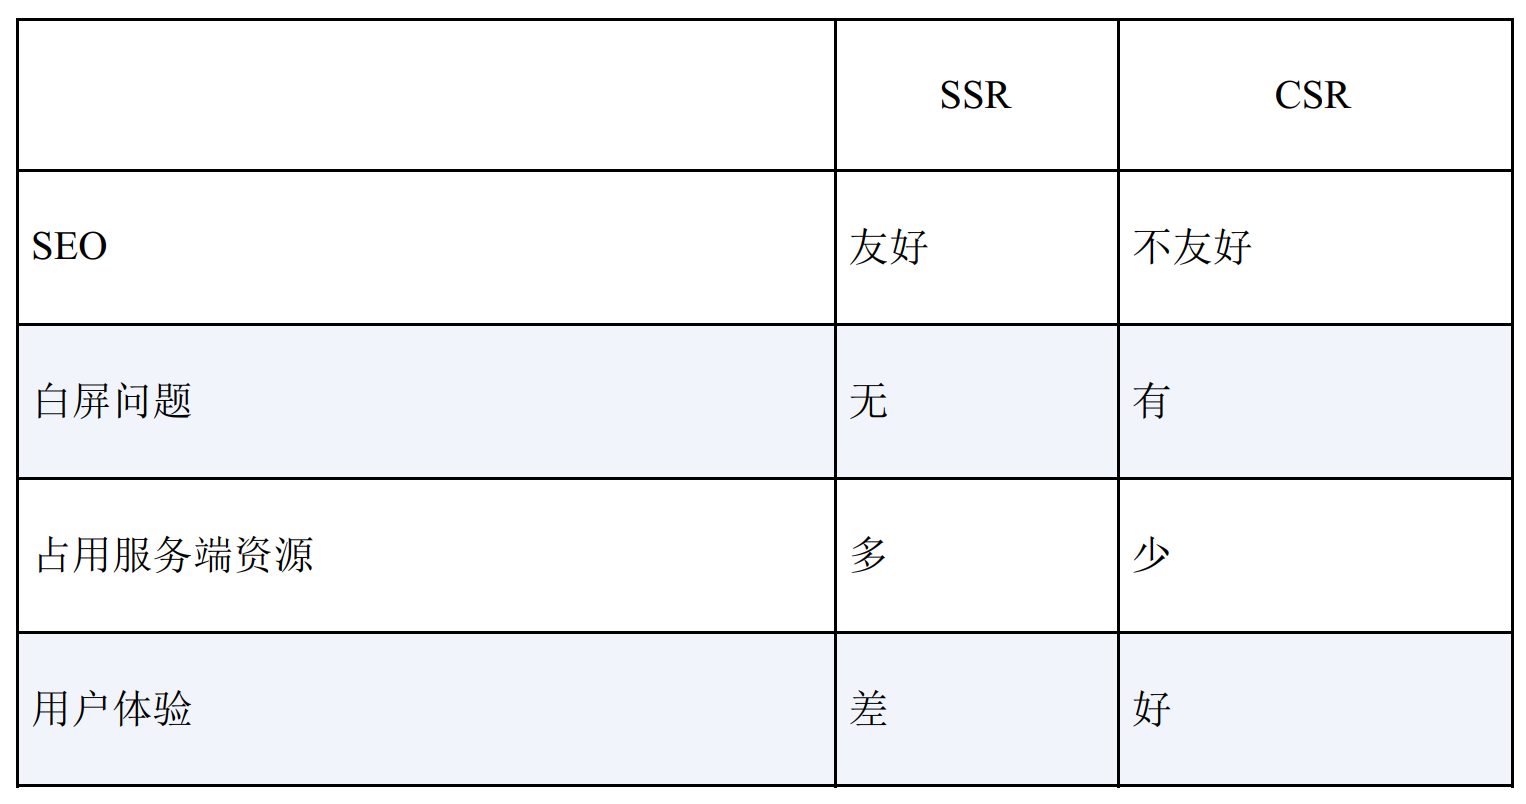 SSR CSR
SEO 友好 不友好
白屏问题 无 有
占用服务端资源 多 少
用户体验 差 好